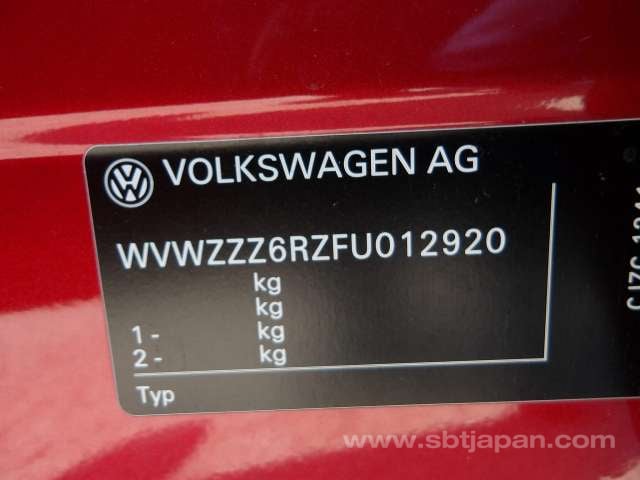 VOLKSWAGEN AG
WVWZZZ6RZFU012920
kg
kg
1 - kg
2 - kg
Typ
www.sbtjapan.com